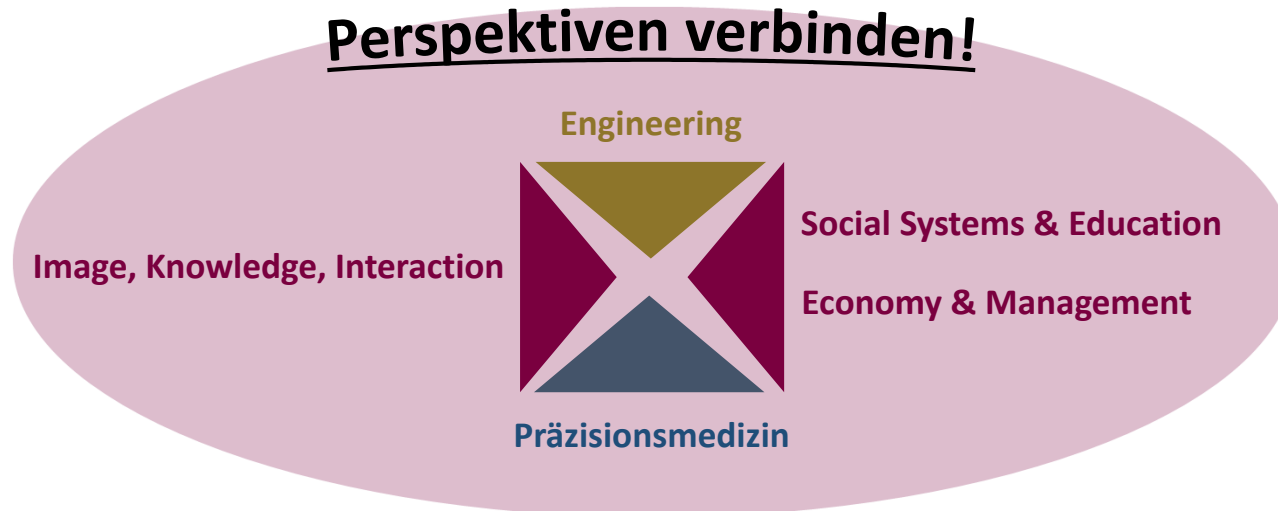 Perspektiven verbinden!
Engineering
Image, Knowledge, Interaction
Social Systems & Education
Economy & Management
Präzisionsmedizin